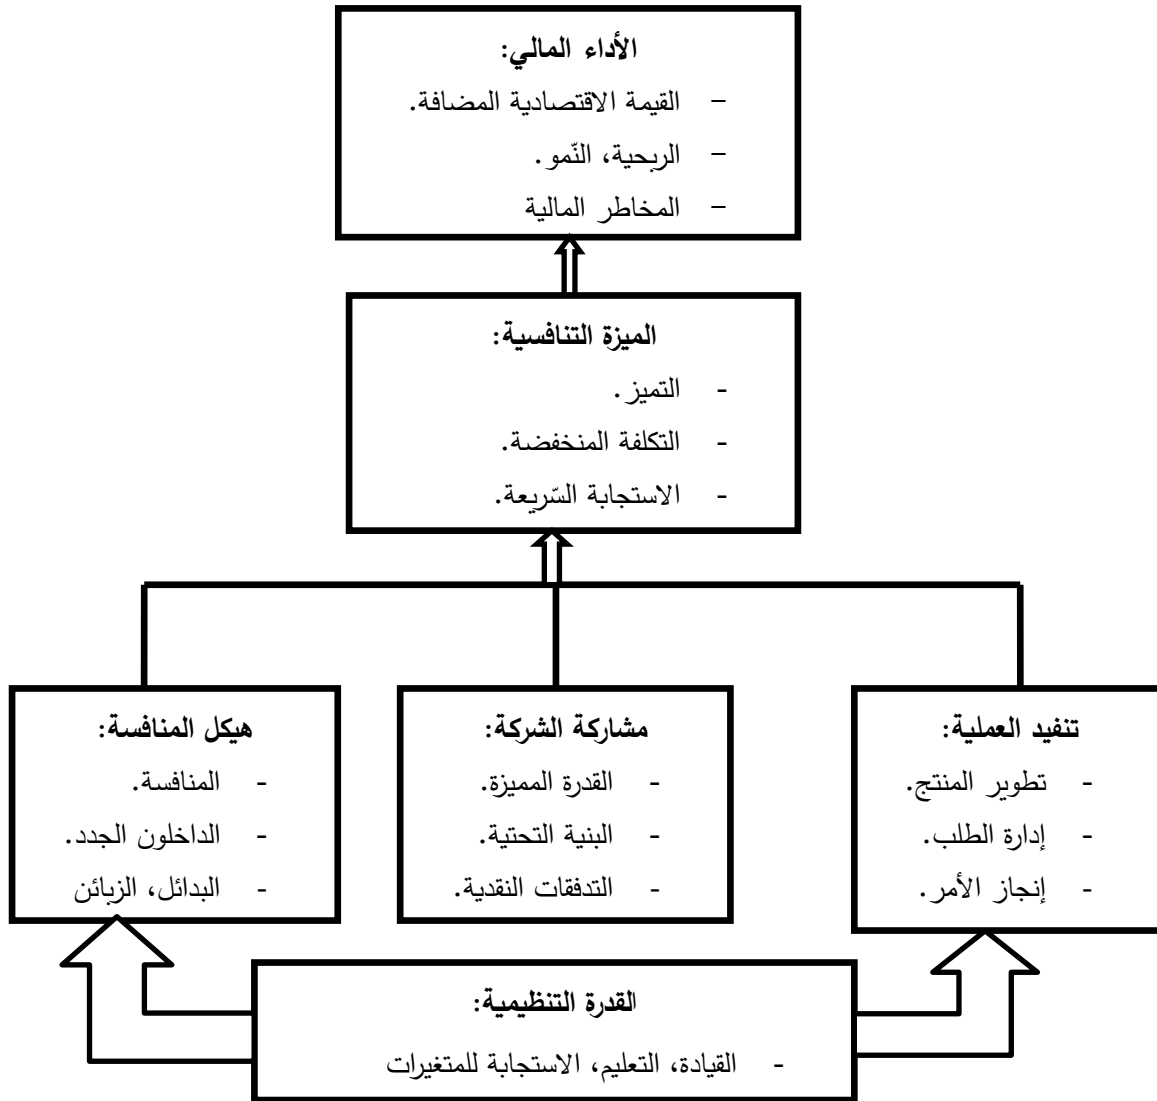 الأداء المالي:
– القيمة الاقتصادية المضافة.
– الربحية، النّمو.
– المخاطر المالية
الميزة التنافسية:
- التميز.
- التكلفة المنخفضة.
- الاستجابة السّريعة.
تنفيد العملية:
- تطوير المنتج.
- إدارة الطلب.
- إنجاز الأمر.
مشاركة الشركة:
- القدرة المميزة.
- البنية التحتية.
- التدفقات النقدية.
هيكل المنافسة:
- المنافسة.
- الداخلون الجدد.
- البدائل، الزبائن
القدرة التنظيمية:
- القيادة، التعليم، الاستجابة للمتغيرات